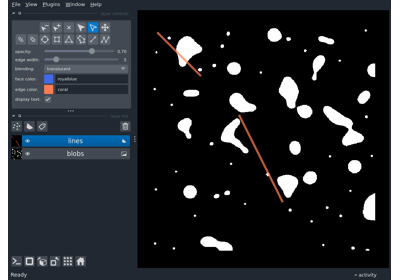 File View Plugins Window Help
opacity: 0.70
edge width:
blending: translucent
face color: royalblue
edge color: coral
display text:
lines
blobs
Ready
activity